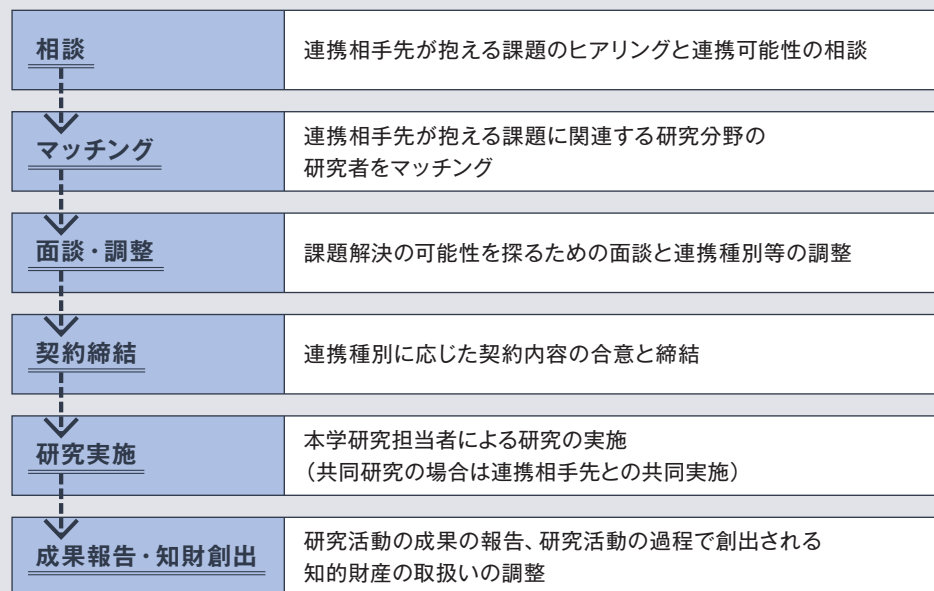 相談
連携相手先が抱える課題のヒアリングと連携可能性の相談
マッチング
連携相手先が抱える課題に関連する研究分野の
研究者をマッチング
面談・調整
課題解決の可能性を探るための面談と連携種別等の調整
契約締結
連携種別に応じた契約内容の合意と締結
研究実施
本学研究担当者による研究の実施
（共同研究の場合は連携相手先との共同実施）
成果報告・知財創出
研究活動の成果の報告、研究活動の過程で創出される
知的財産の取扱いの調整